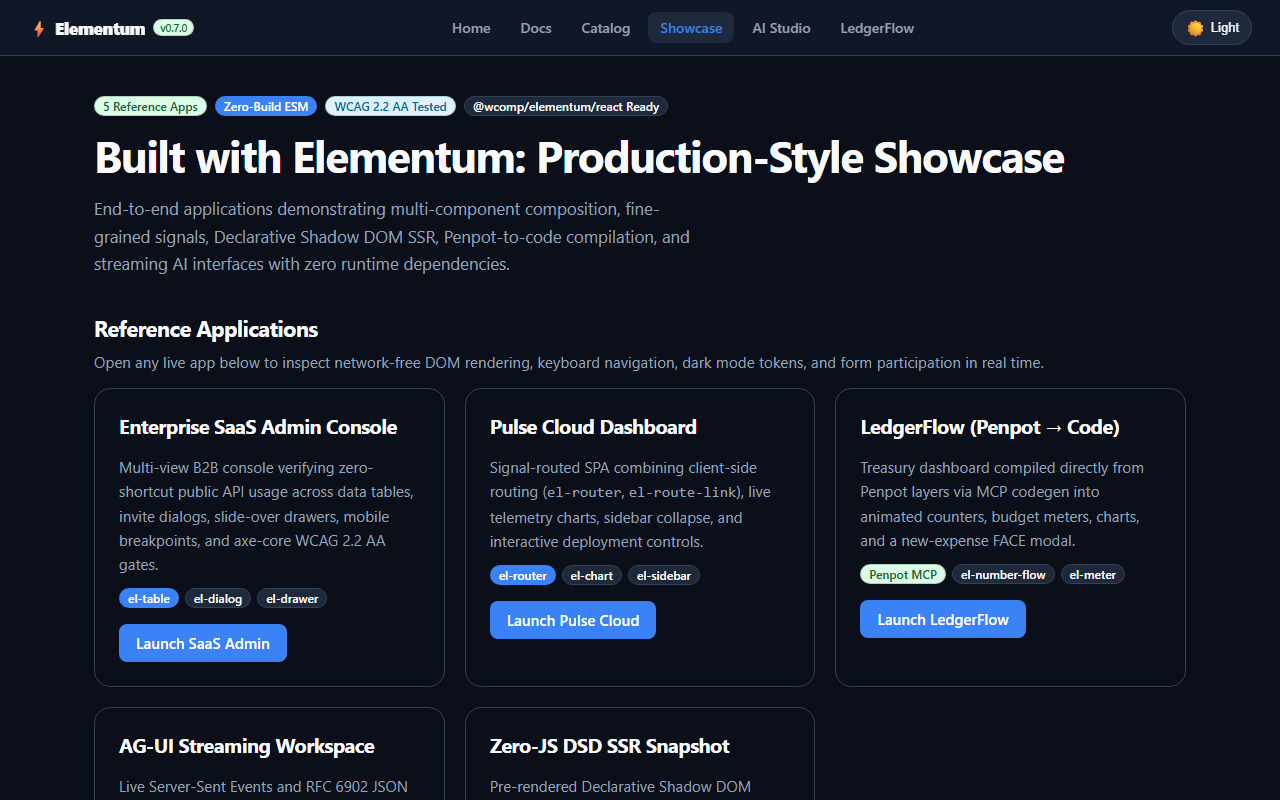 Elementum v0.7.0 Home Docs Catalog Showcase AI Studio LedgerFlow Light
5 Reference Apps Zero-Build ESM WCAG 2.2 AA Tested @wcomp/elementum/react Ready
Built with Elementum: Production-Style Showcase
End-to-end applications demonstrating multi-component composition, fine-
grained signals, Declarative Shadow DOM SSR, Penpot-to-code compilation, and
streaming AI interfaces with zero runtime dependencies.
Reference Applications
Open any live app below to inspect network-free DOM rendering, keyboard navigation, dark mode tokens, and form participation in real time.
Enterprise SaaS Admin Console
Multi-view B2B console verifying zero-
shortcut public API usage across data tables,
invite dialogs, slide-over drawers, mobile
breakpoints, and axe-core WCAG 2.2 AA
gates.
el-table el-dialog el-drawer
Launch SaaS Admin
Pulse Cloud Dashboard
Signal-routed SPA combining client-side
routing (el-router, el-route-link), live
telemetry charts, sidebar collapse, and
interactive deployment controls.
el-router el-chart el-sidebar
Launch Pulse Cloud
LedgerFlow (Penpot → Code)
Treasury dashboard compiled directly from
Penpot layers via MCP codegen into
animated counters, budget meters, charts,
and a new-expense FACE modal.
Penpot MCP el-number-flow el-meter
Launch LedgerFlow
AG-UI Streaming Workspace
Live Server-Sent Events and RFC 6902 JSON
Zero-JS DSD SSR Snapshot
Pre-rendered Declarative Shadow DOM